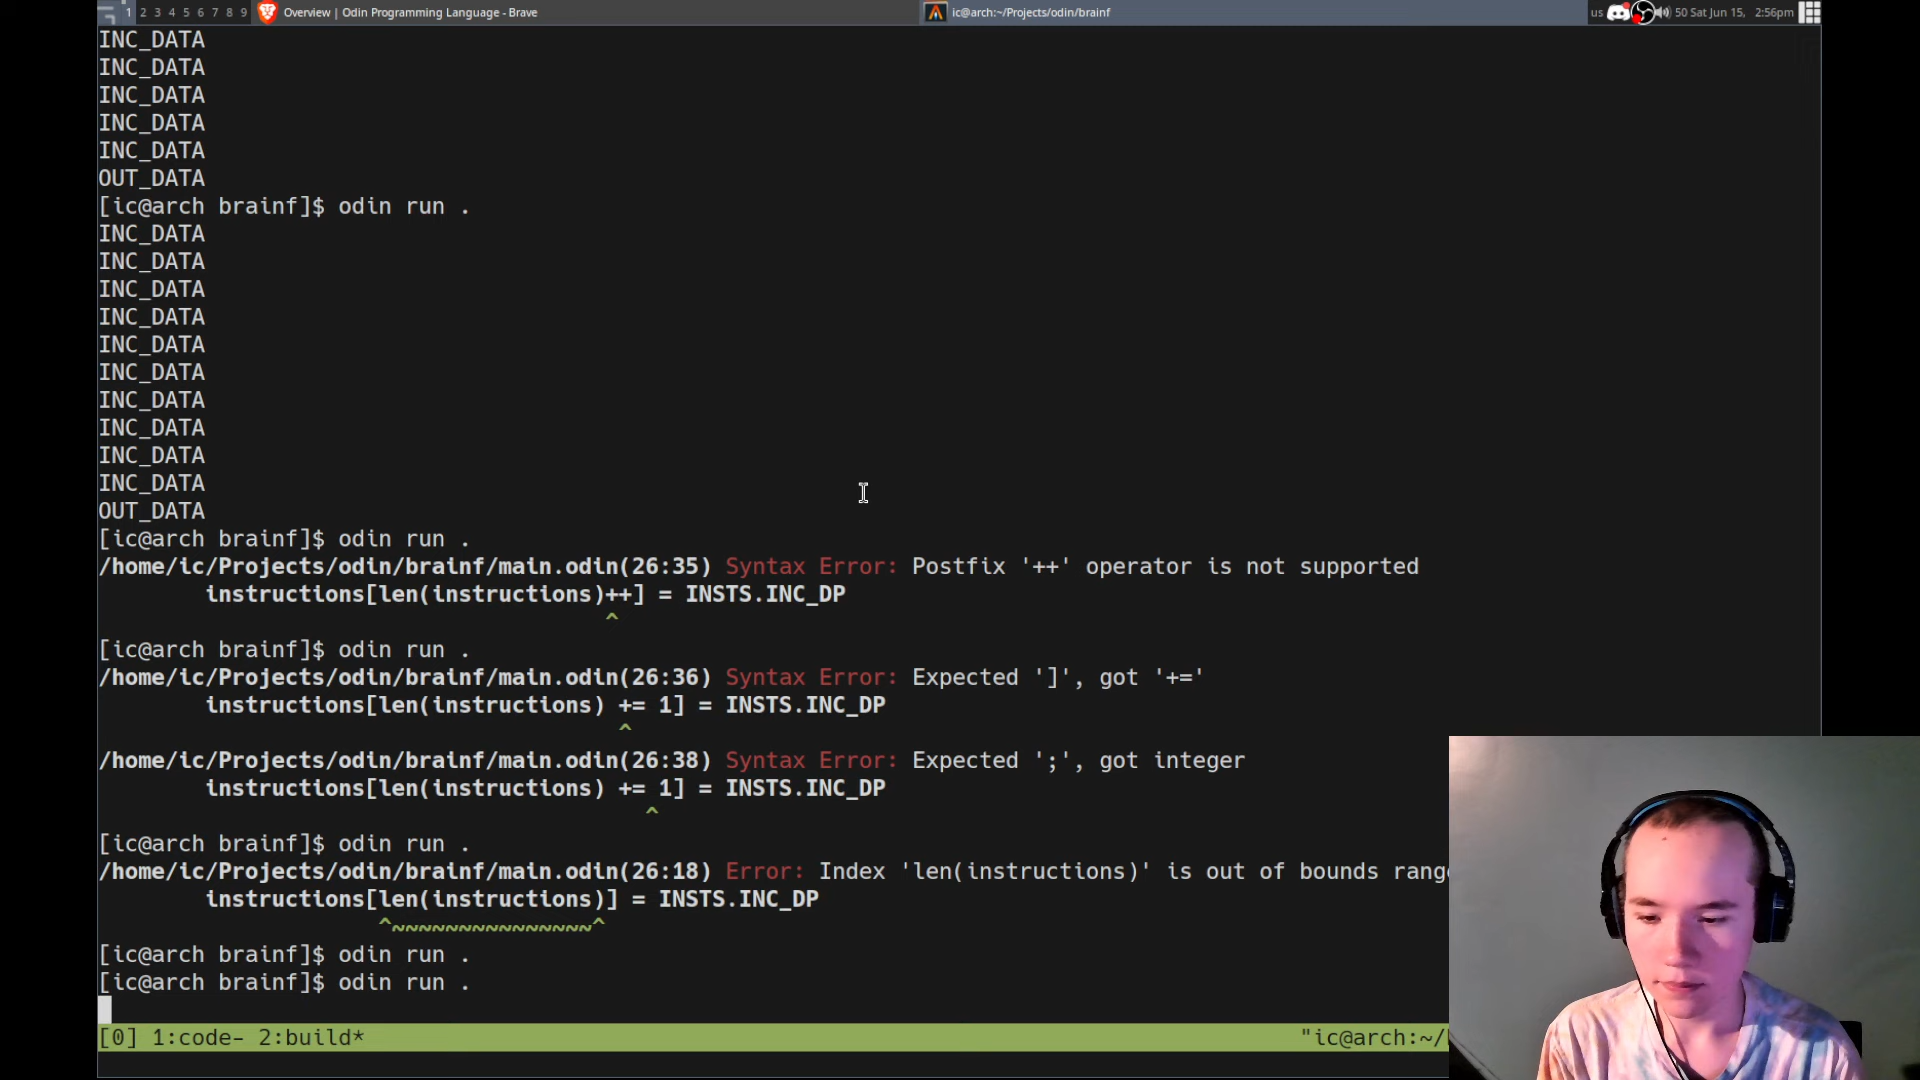 1 2 3 4 5 6 7 8 9 Overview | Odin Programming Language - Brave ic@arch:~/Projects/odin/brainf us 50 Sat Jun 15, 2:56pm
INC_DATA
INC_DATA
INC_DATA
INC_DATA
INC_DATA
OUT_DATA
[ic@arch brainf]$ odin run .
INC_DATA
INC_DATA
INC_DATA
INC_DATA
INC_DATA
INC_DATA
INC_DATA
INC_DATA
INC_DATA
INC_DATA
OUT_DATA
[ic@arch brainf]$ odin run .
/home/ic/Projects/odin/brainf/main.odin(26:35) Syntax Error: Postfix '++' operator is not supported
instructions[len(instructions)++] = INSTS.INC_DP
^
[ic@arch brainf]$ odin run .
/home/ic/Projects/odin/brainf/main.odin(26:36) Syntax Error: Expected ']', got '+='
instructions[len(instructions) += 1] = INSTS.INC_DP
^
/home/ic/Projects/odin/brainf/main.odin(26:38) Syntax Error: Expected ';', got integer
instructions[len(instructions) += 1] = INSTS.INC_DP
^
[ic@arch brainf]$ odin run .
/home/ic/Projects/odin/brainf/main.odin(26:18) Error: Index 'len(instructions)' is out of bounds rang
instructions[len(instructions)] = INSTS.INC_DP
^~~~~~~~~~~~~~~~^
[ic@arch brainf]$ odin run .
[ic@arch brainf]$ odin run .
[0] 1:code- 2:build* "ic@arch:~/